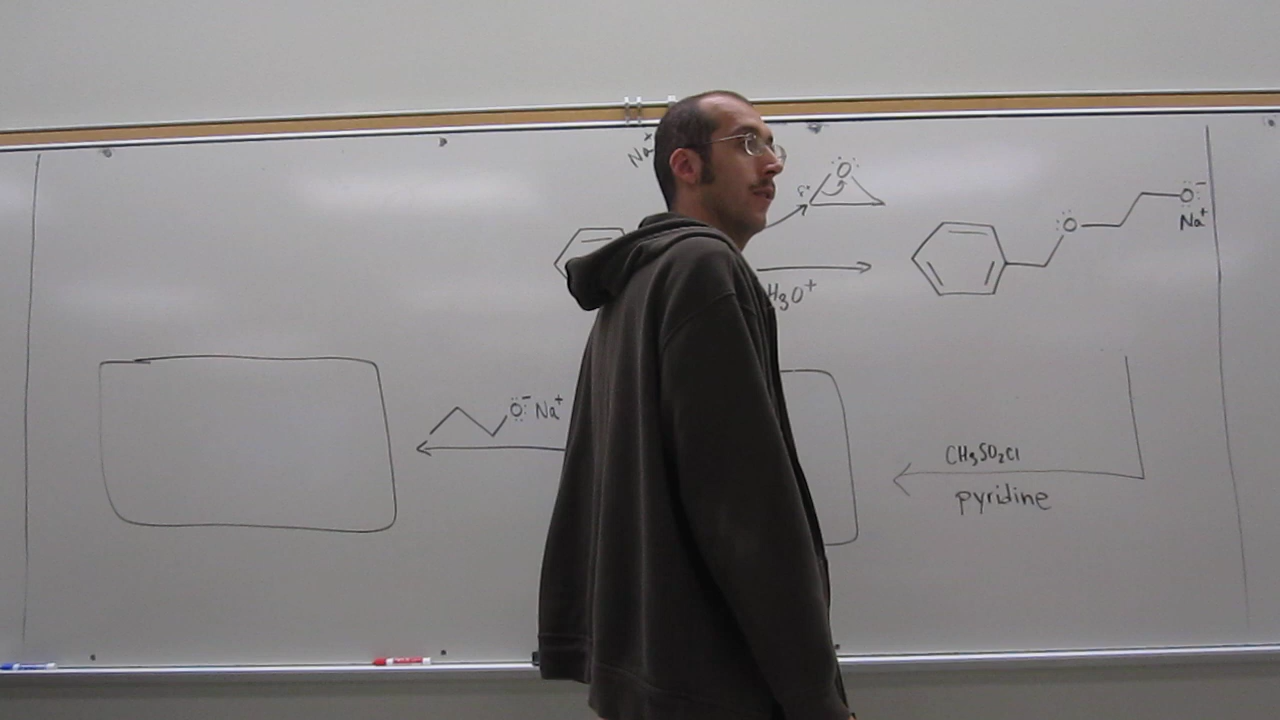 Na⁺
O
O⁻
O
Na⁺
H₃O⁺
O⁻ Na⁺
CH₃SO₂Cl
pyridine